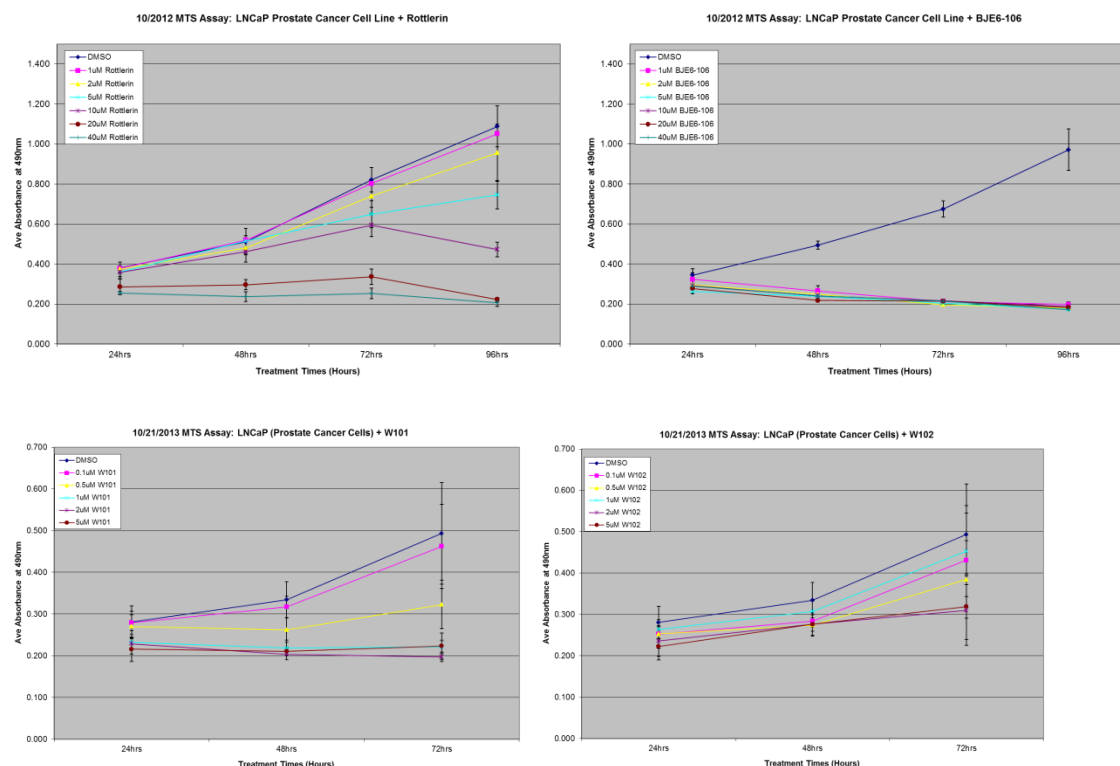 10/2012 MTS Assay: LNCaP Prostate Cancer Cell Line + Rottlerin
Ave Absorbance at 490nm
1.400
1.200
1.000
0.800
0.600
0.400
0.200
0.000
DMSO
1uM Rottlerin
2uM Rottlerin
5uM Rottlerin
10uM Rottlerin
20uM Rottlerin
40uM Rottlerin
24hrs 48hrs 72hrs 96hrs
Treatment Times (Hours)
10/2012 MTS Assay: LNCaP Prostate Cancer Cell Line + BJE6-106
Ave Absorbance at 490nm
1.400
1.200
1.000
0.800
0.600
0.400
0.200
0.000
DMSO
1uM BJE6-106
2uM BJE6-106
5uM BJE6-106
10uM BJE6-106
20uM BJE6-106
40uM BJE6-106
24hrs 48hrs 72hrs 96hrs
Treatment Times (Hours)
10/21/2013 MTS Assay: LNCaP (Prostate Cancer Cells) + W101
Ave Absorbance at 490nm
0.700
0.600
0.500
0.400
0.300
0.200
0.100
0.000
DMSO
0.1uM W101
0.5uM W101
1uM W101
2uM W101
5uM W101
24hrs 48hrs 72hrs
Treatment Times (Hours)
10/21/2013 MTS Assay: LNCaP (Prostate Cancer Cells) + W102
Ave Absorbance at 490nm
0.700
0.600
0.500
0.400
0.300
0.200
0.100
0.000
DMSO
0.1uM W102
0.5uM W102
1uM W102
2uM W102
5uM W102
24hrs 48hrs 72hrs
Treatment Times (Hours)